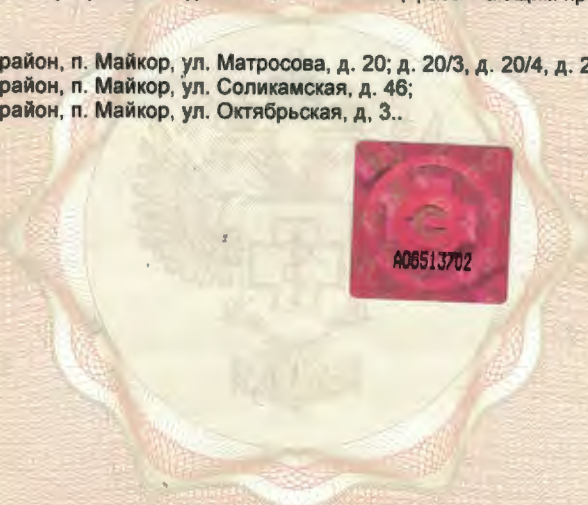 район, п. Майкор, ул. Матросова, д. 20; д. 20/3, д. 20/4, д. 2
район, п. Майкор, ул. Соликамская, д. 46;
район, п. Майкор, ул. Октябрьская, д, 3..
А06513702